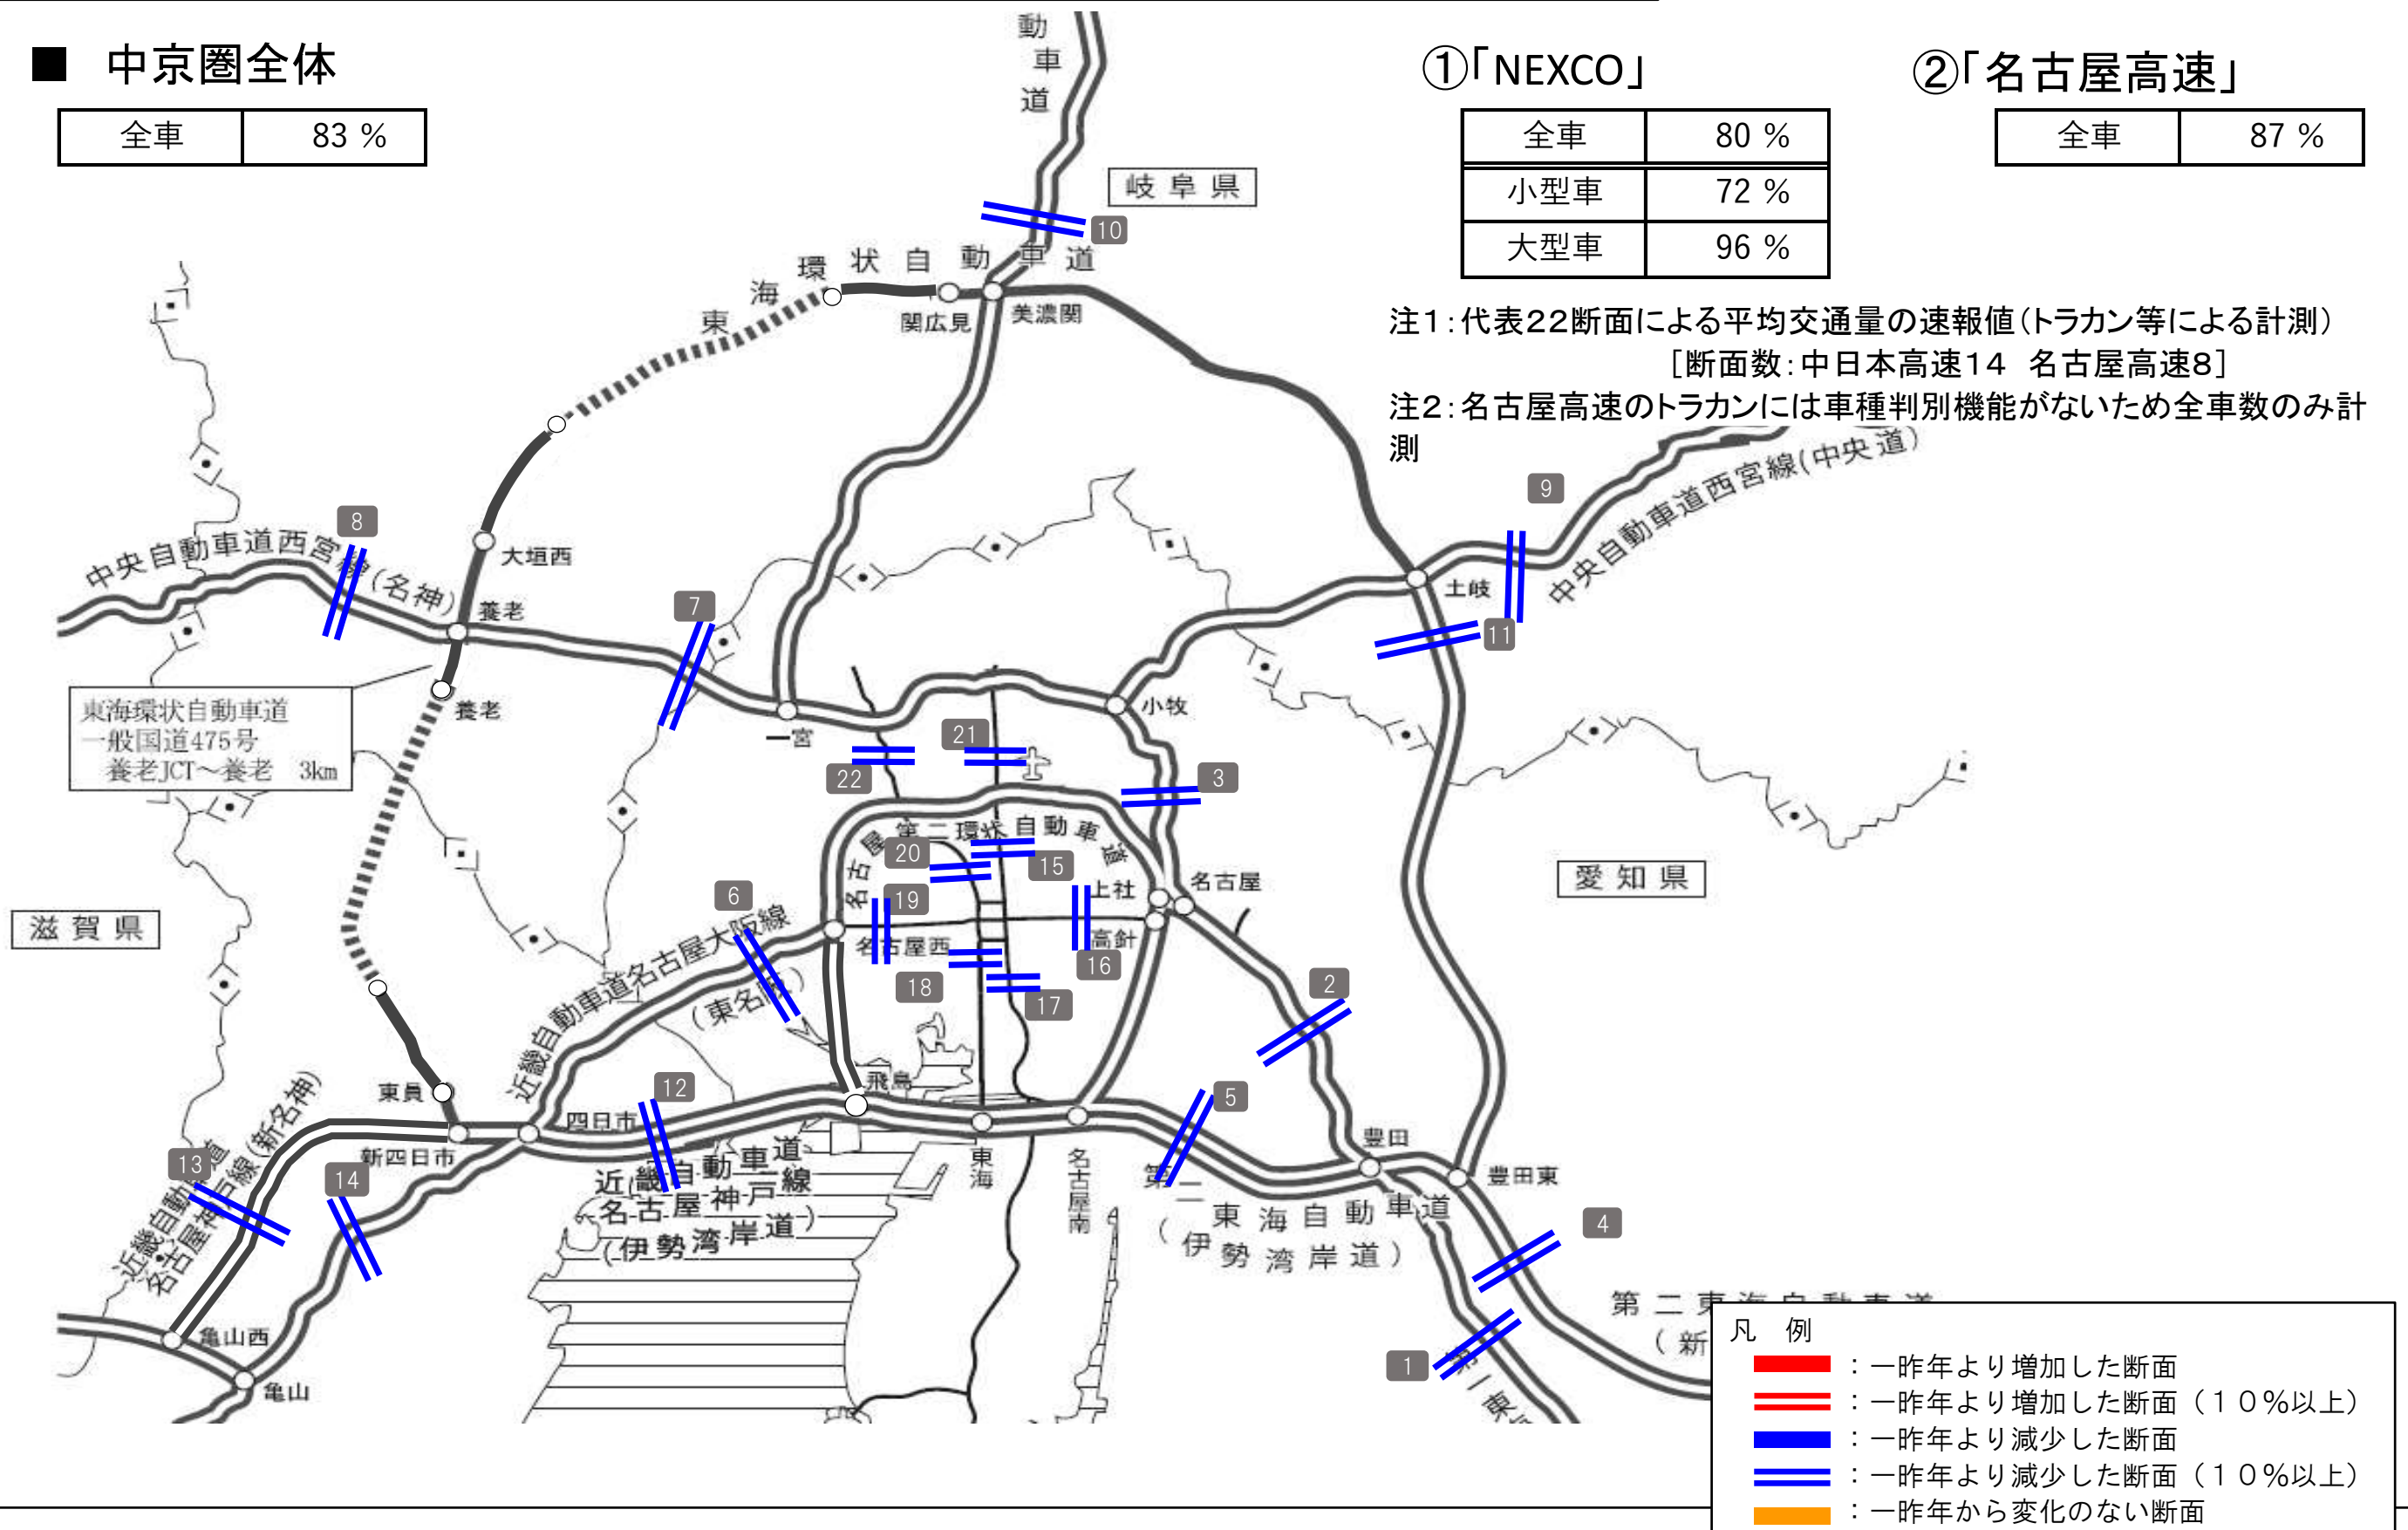 ■ 中京圏全体
全車 83 %
①「NEXCO」
全車 80 %
小型車 72 %
大型車 96 %
②「名古屋高速」
全車 87 %
注1：代表22断面による平均交通量の速報値（トラカン等による計測）
［断面数：中日本高速14 名古屋高速8］
注2：名古屋高速のトラカンには車種判別機能がないため全車数のみ計
測
動車道
岐阜県
10
東海環状自動車道
関広見
美濃関
9
中央自動車道西宮線(中央道)
8
中央自動車道西宮線(名神)
大垣西
養老
7
土岐
11
東海環状自動車道
一般国道475号
養老JCT～養老 3km
養老
一宮
小牧
21
22
3
名古屋第二環状自動車道
20
15
上社
名古屋
愛知県
6
19
滋賀県
名古屋西
高針
16
近畿自動車道名古屋大阪線
(東名阪)
18
17
2
東員
12
飛島
5
四日市
新四日市
13
14
近畿自動車道
名古屋神戸線(新名神)
近畿自動車道
名古屋神戸線
(伊勢湾岸道)
東海
名古屋南
豊田
豊田東
第二東海自動車道
(伊勢湾岸道)
4
亀山西
亀山
1
第一東
第二東海自動車道
(新
凡 例
：一昨年より増加した断面
：一昨年より増加した断面（１０％以上）
：一昨年より減少した断面
：一昨年より減少した断面（１０％以上）
：一昨年から変化のない断面